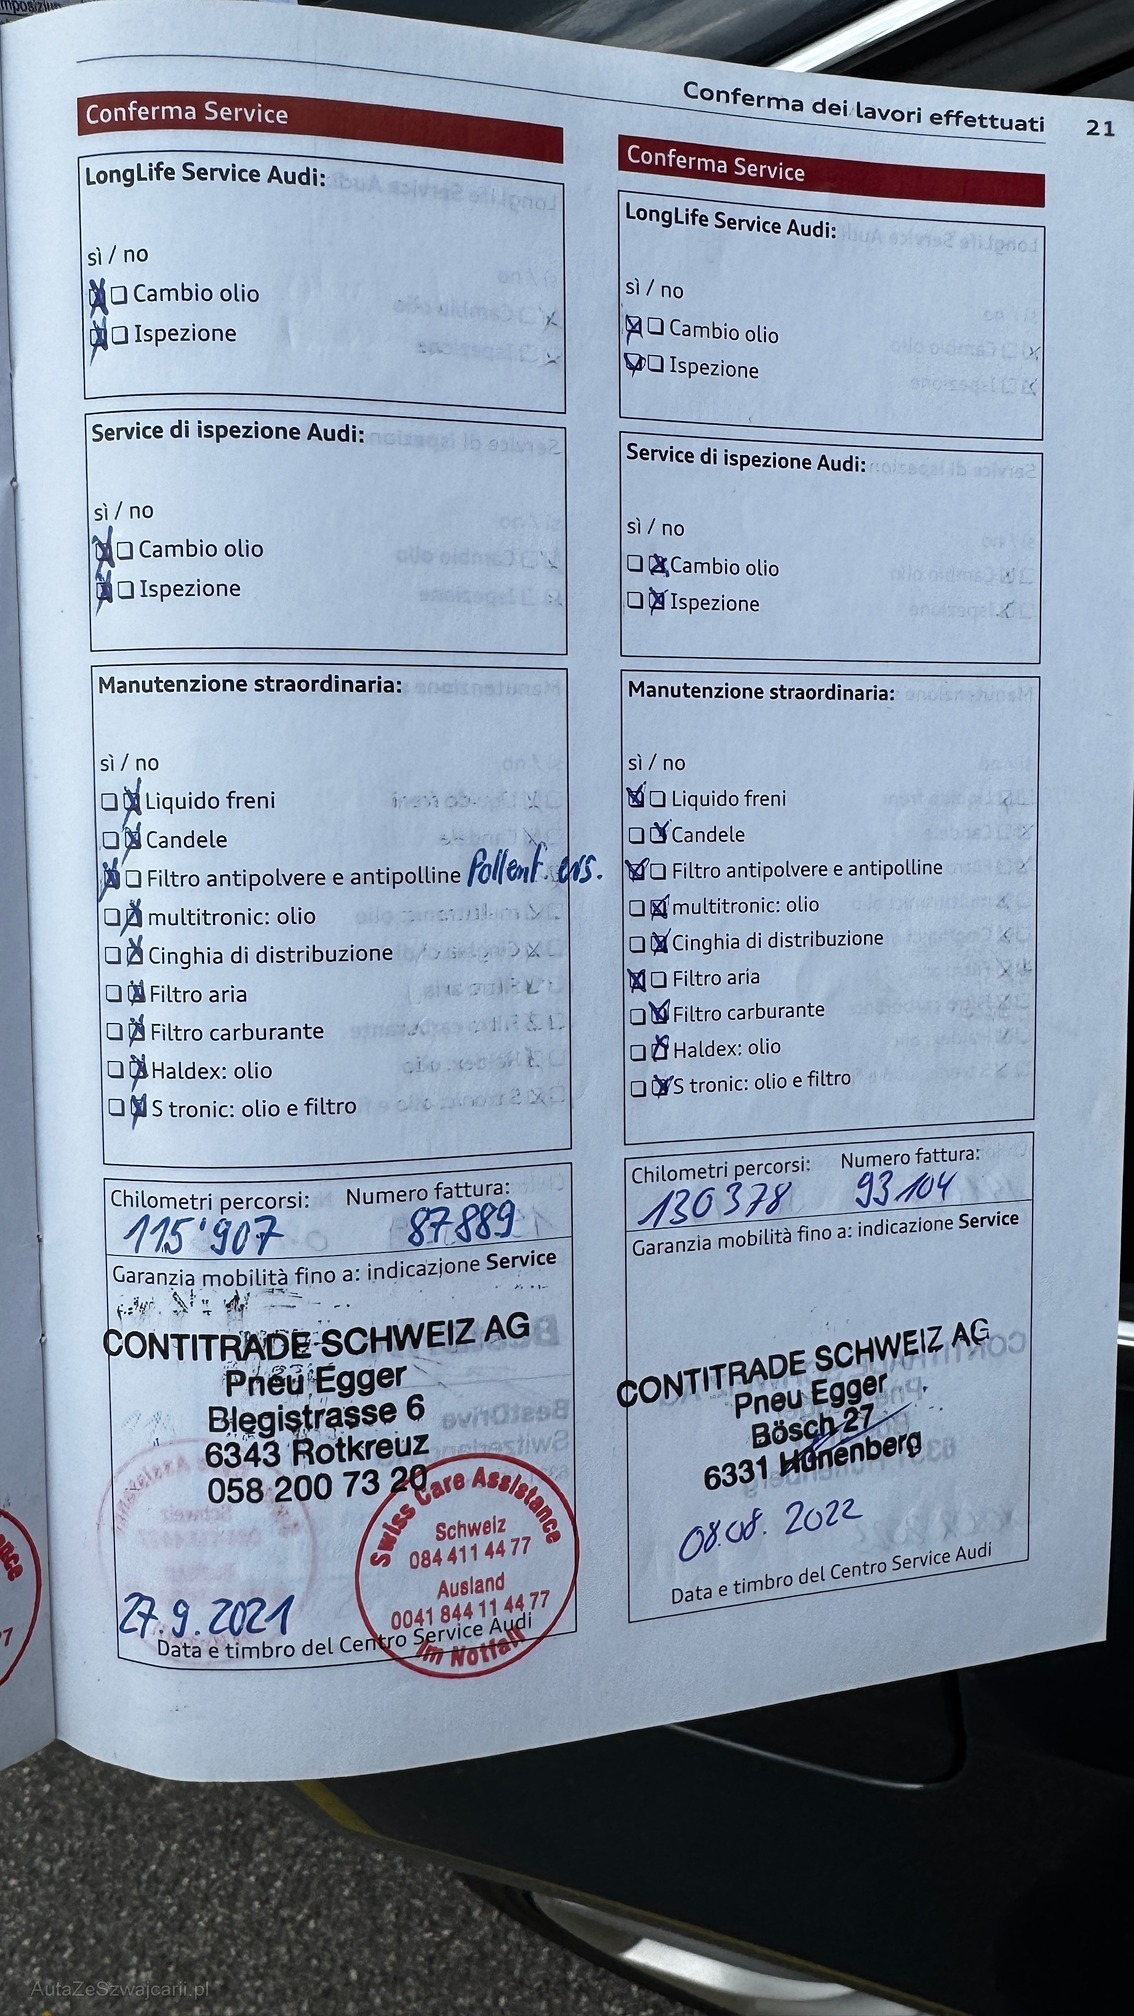 Conferma dei lavori effettuati 21
Conferma Service
LongLife Service Audi:
sì / no
Cambio olio
Ispezione
Service di ispezione Audi:
sì / no
Cambio olio
Ispezione
Manutenzione straordinaria:
sì / no
Liquido freni
Candele
Filtro antipolvere e antipolline Pollenf. ers.
multitronic: olio
Cinghia di distribuzione
Filtro aria
Filtro carburante
Haldex: olio
S tronic: olio e filtro
Chilometri percorsi: Numero fattura:
115'907 87889
Garanzia mobilità fino a: indicazione Service
CONTITRADE SCHWEIZ AG
Pneu Egger
Blegistrasse 6
6343 Rotkreuz
058 200 73 20
Swiss Care Assistance
Schweiz
084 411 44 77
Ausland
0041 844 11 44 77
Im Notfall
27.9.2021
Data e timbro del Centro Service Audi
Conferma Service
LongLife Service Audi:
sì / no
Cambio olio
Ispezione
Service di ispezione Audi:
sì / no
Cambio olio
Ispezione
Manutenzione straordinaria:
sì / no
Liquido freni
Candele
Filtro antipolvere e antipolline
multitronic: olio
Cinghia di distribuzione
Filtro aria
Filtro carburante
Haldex: olio
S tronic: olio e filtro
Chilometri percorsi: Numero fattura:
130378 93104
Garanzia mobilità fino a: indicazione Service
CONTITRADE SCHWEIZ AG
Pneu Egger
Bösch 27
6331 Hünenberg
08.08.2022
Data e timbro del Centro Service Audi
AutaZeSzwajcarii.pl